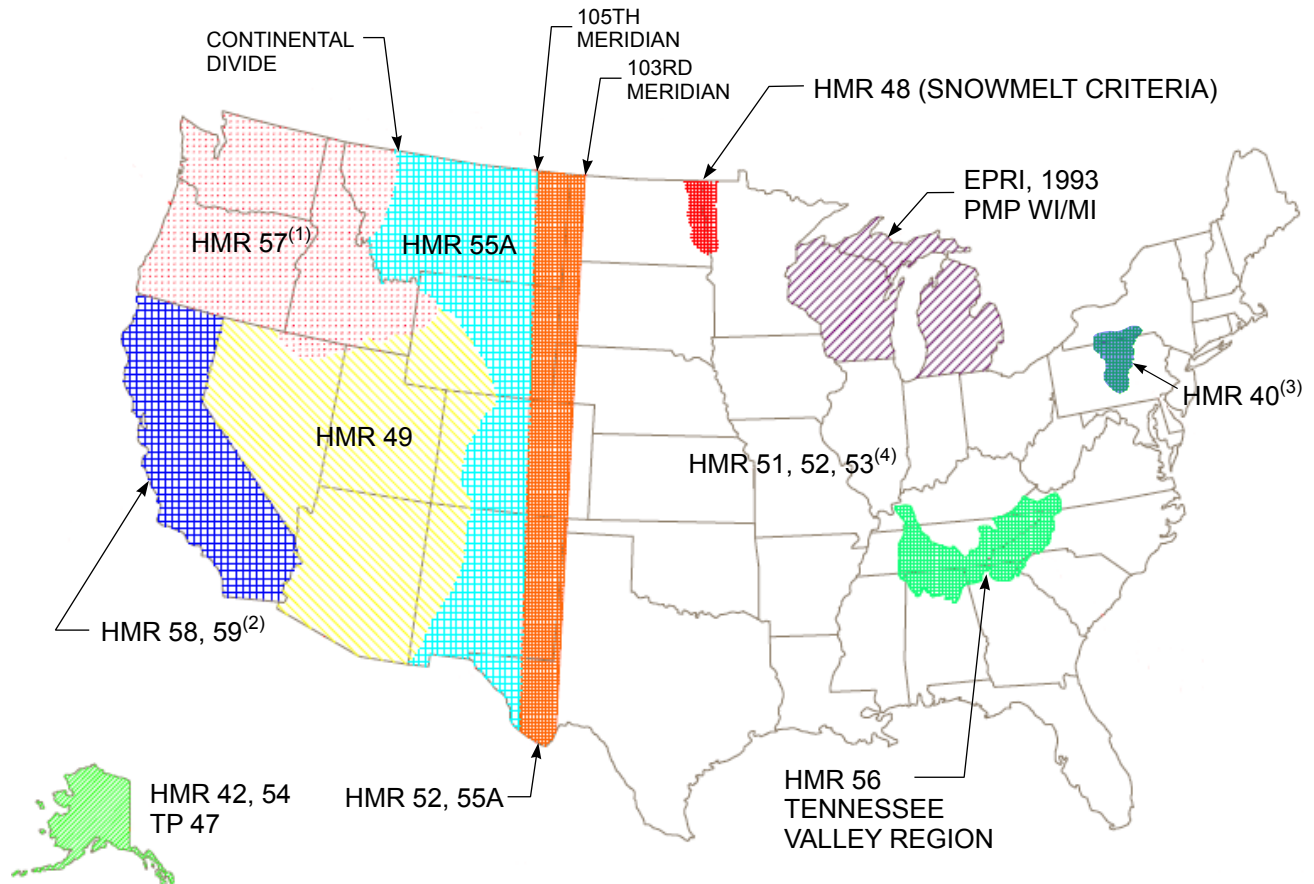 105TH
MERIDIAN
CONTINENTAL
DIVIDE
103RD
MERIDIAN
HMR 48 (SNOWMELT CRITERIA)
EPRI, 1993
PMP WI/MI
HMR 57(1)
HMR 55A
HMR 40(3)
HMR 49
HMR 51, 52, 53(4)
HMR 58, 59(2)
HMR 42, 54
TP 47
HMR 52, 55A
HMR 56
TENNESSEE
VALLEY REGION